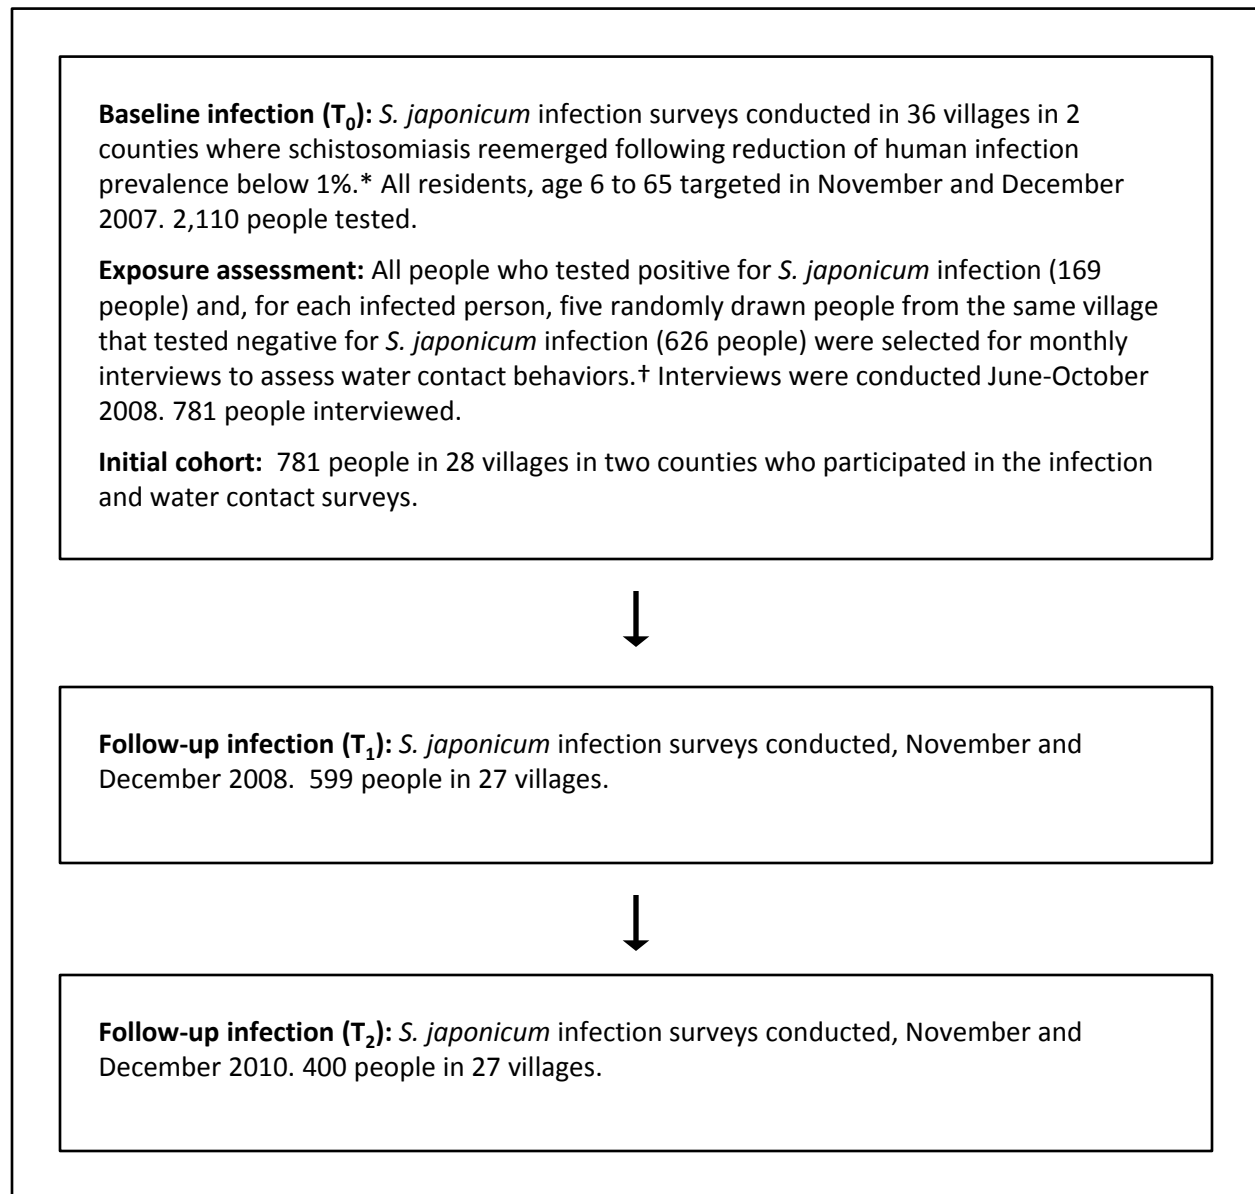 Baseline infection (T0): S. japonicum infection surveys conducted in 36 villages in 2
counties where schistosomiasis reemerged following reduction of human infection
prevalence below 1%.* All residents, age 6 to 65 targeted in November and December
2007. 2,110 people tested.
Exposure assessment: All people who tested positive for S. japonicum infection (169
people) and, for each infected person, five randomly drawn people from the same village
that tested negative for S. japonicum infection (626 people) were selected for monthly
interviews to assess water contact behaviors.† Interviews were conducted June-October
2008. 781 people interviewed.
Initial cohort: 781 people in 28 villages in two counties who participated in the infection
and water contact surveys.
Follow-up infection (T1): S. japonicum infection surveys conducted, November and
December 2008. 599 people in 27 villages.
Follow-up infection (T2): S. japonicum infection surveys conducted, November and
December 2010. 400 people in 27 villages.